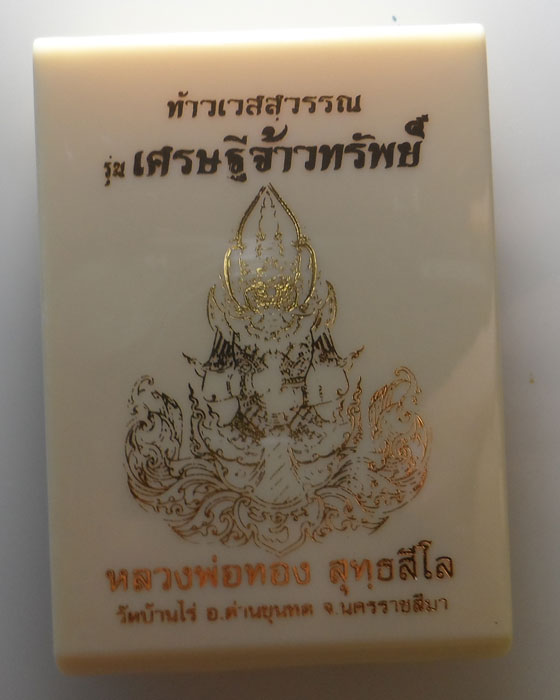 ท้าวเวสสุวรรณ
รุ่น เศรษฐีจ้าวทรัพย์
หลวงพ่อทอง สุทฺธสีโล
วัดบ้านไร่ อ.ด่านขุนทด จ.นครราชสีมา